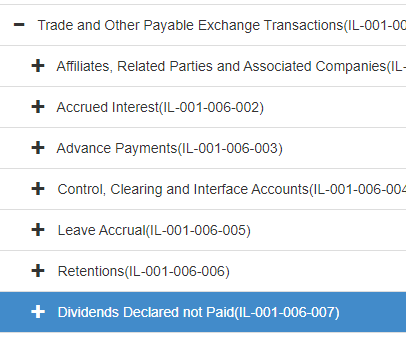 Trade and Other Payable Exchange Transactions(IL-001-00
Affiliates, Related Parties and Associated Companies(IL-
Accrued Interest(IL-001-006-002)
Advance Payments(IL-001-006-003)
Control, Clearing and Interface Accounts(IL-001-006-004
Leave Accrual(IL-001-006-005)
Retentions(IL-001-006-006)
Dividends Declared not Paid(IL-001-006-007)